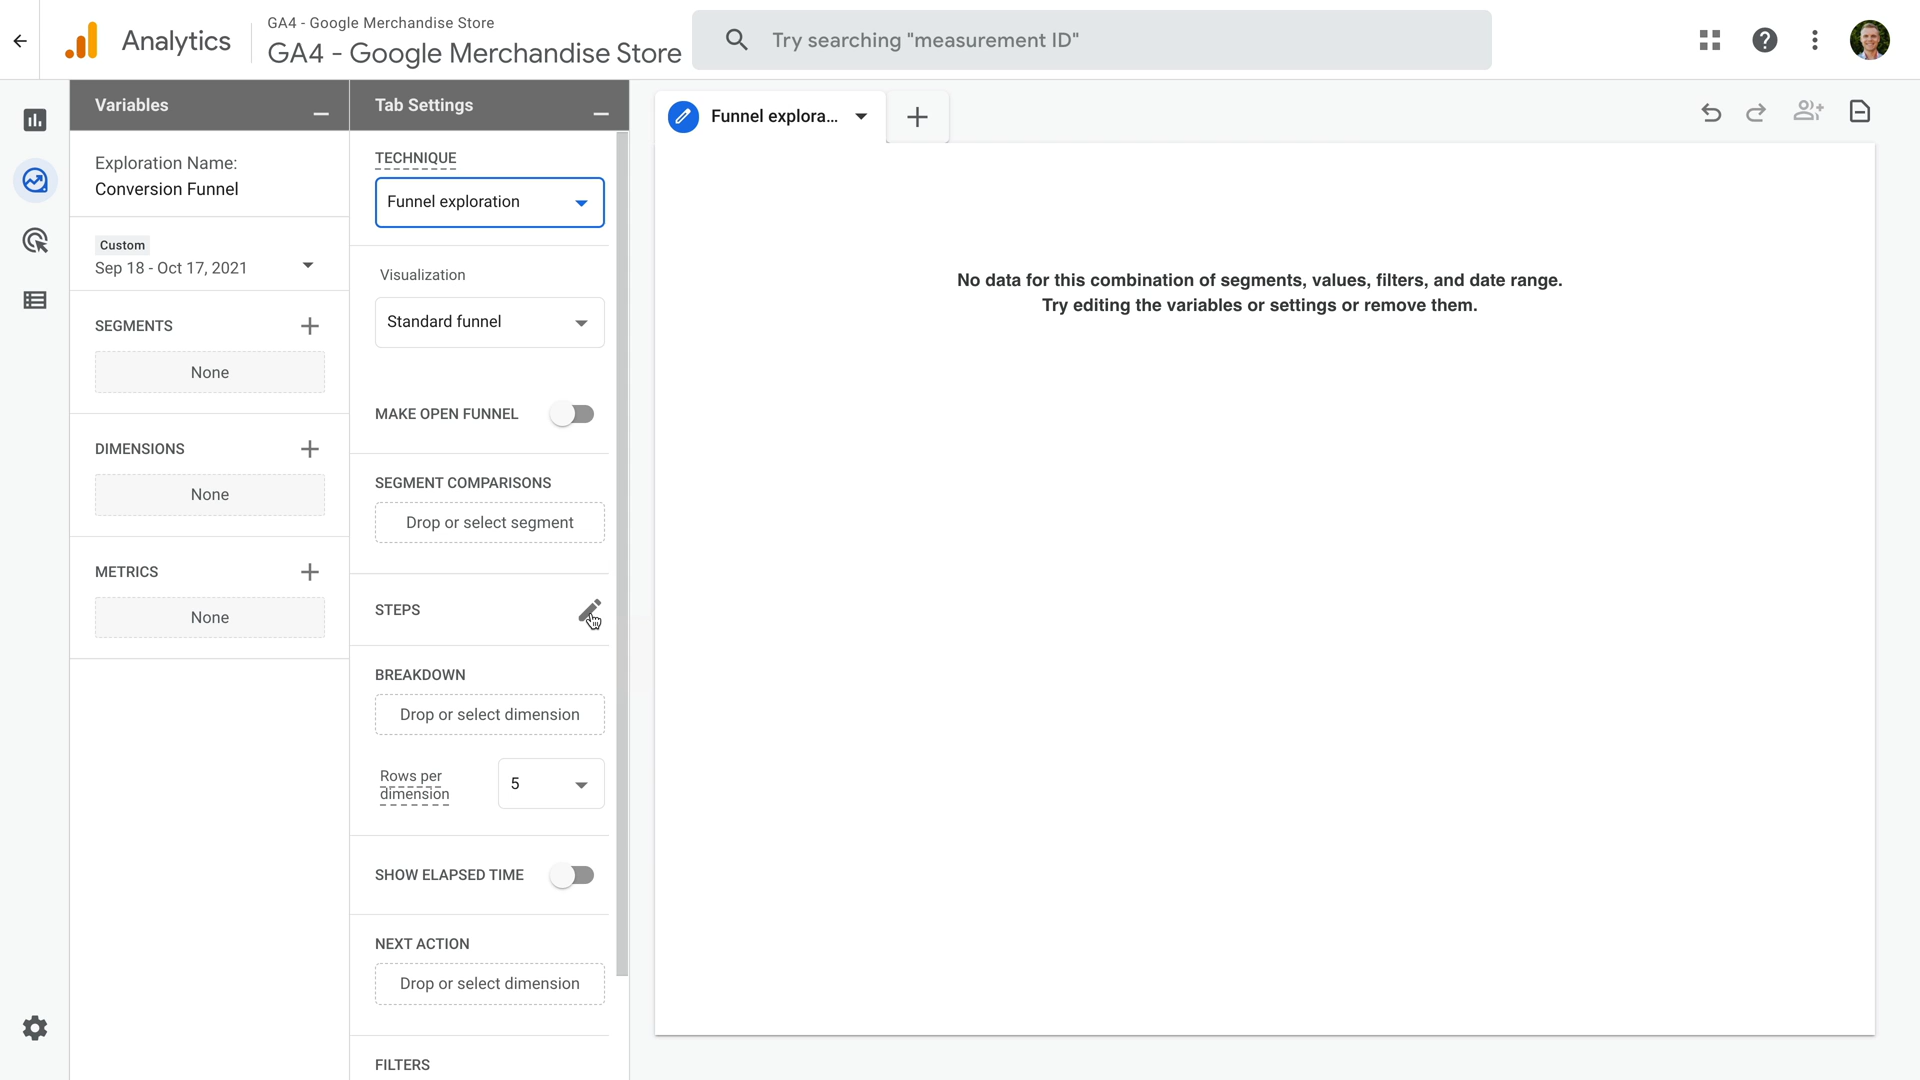 Analytics
GA4 - Google Merchandise Store
GA4 - Google Merchandise Store
Try searching "measurement ID"
Variables
Exploration Name:
Conversion Funnel
Custom
Sep 18 - Oct 17, 2021
SEGMENTS
None
DIMENSIONS
None
METRICS
None
Tab Settings
TECHNIQUE
Funnel exploration
Visualization
Standard funnel
MAKE OPEN FUNNEL
SEGMENT COMPARISONS
Drop or select segment
STEPS
BREAKDOWN
Drop or select dimension
Rows per
dimension
5
SHOW ELAPSED TIME
NEXT ACTION
Drop or select dimension
FILTERS
Funnel explora...
No data for this combination of segments, values, filters, and date range.
Try editing the variables or settings or remove them.